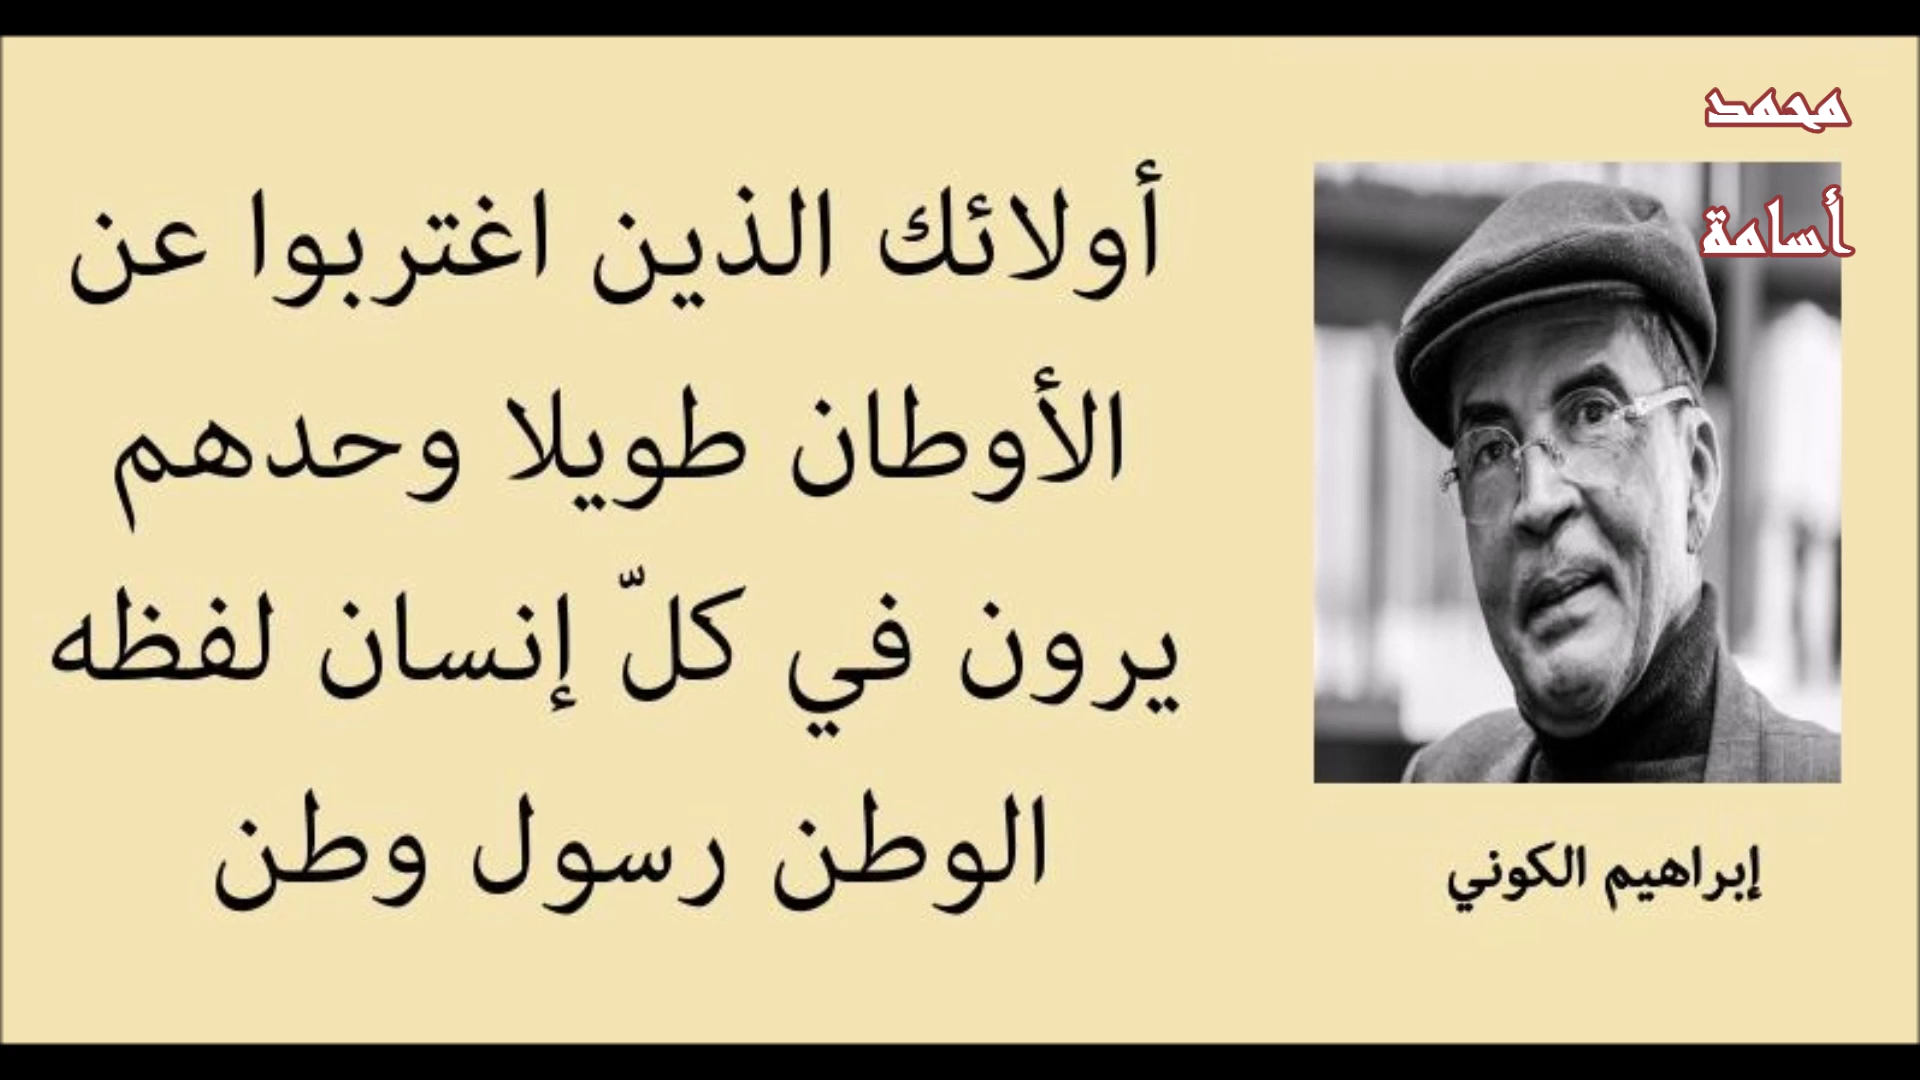 محمد
أسامة
أولائك الذين اغتربوا عن
الأوطان طويلا وحدهم
يرون في كلّ إنسان لفظه
الوطن رسول وطن
إبراهيم الكوني